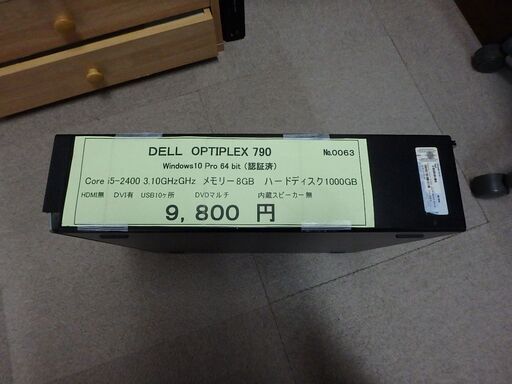 DELL OPTIPLEX 790 №0063
Windows10 Pro 64 bit（認証済）
Core i5-2400 3.10GHzGHz メモリー8GB ハードディスク1000GB
HDMI無 DVI有 USB10ヶ所 DVDマルチ 内蔵スピーカー無
9,800 円